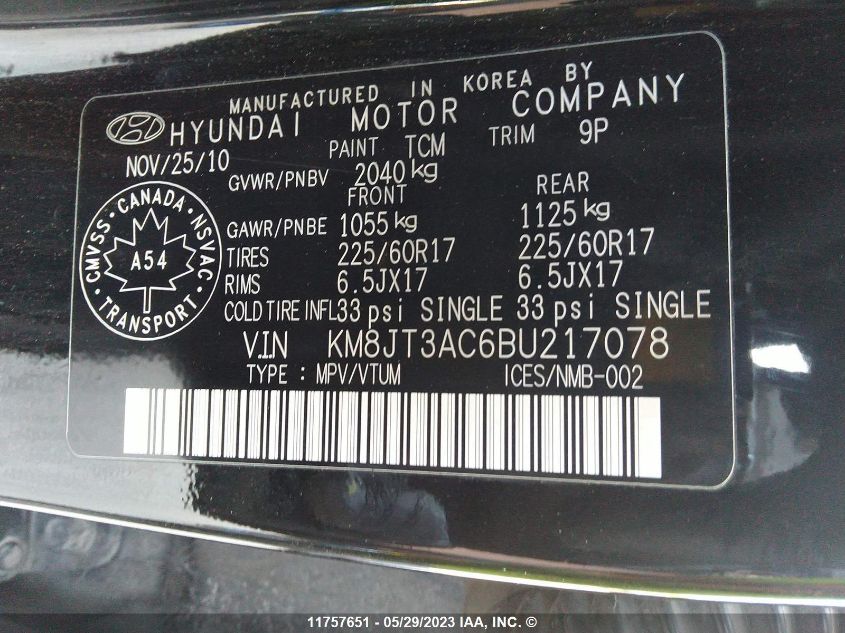 MANUFACTURED IN KOREA BY
HYUNDAI MOTOR COMPANY
NOV/25/10 PAINT TCM TRIM 9P
GVWR/PNBV 2040 kg
FRONT REAR
GAWR/PNBE 1055 kg 1125 kg
TIRES 225/60R17 225/60R17
RIMS 6.5JX17 6.5JX17
COLD TIRE INFL 33 psi SINGLE 33 psi SINGLE
CMVSS · CANADA · NSVAC · TRANSPORT ·
A54
V.I.N KM8JT3AC6BU217078
TYPE : MPV/VTUM ICES/NMB-002
11757651 - 05/29/2023 IAA, INC. ©